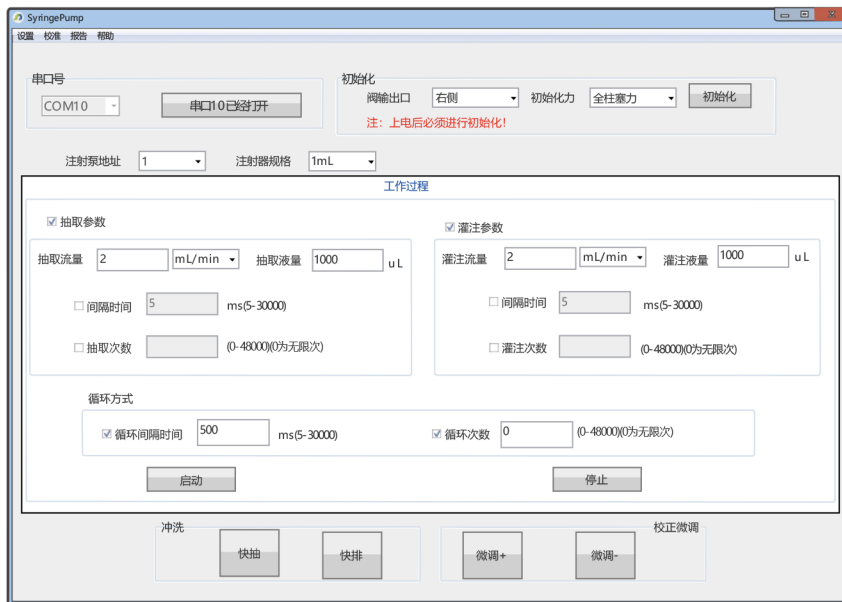 SyringePump
设置 校准 报告 帮助
串口号
COM10
串口10已经打开
初始化
阀输出口 右侧 初始化力 全柱塞力 初始化
注：上电后必须进行初始化！
注射泵地址 1 注射器规格 1mL
工作过程
抽取参数
抽取流量 2 mL/min 抽取液量 1000 uL
间隔时间 5 ms(5-30000)
抽取次数 (0-48000)(0为无限次)
灌注参数
灌注流量 2 mL/min 灌注液量 1000 uL
间隔时间 5 ms(5-30000)
灌注次数 (0-48000)(0为无限次)
循环方式
循环间隔时间 500 ms(5-30000) 循环次数 0 (0-48000)(0为无限次)
启动 停止
冲洗
快抽 快排
校正微调
微调+ 微调-